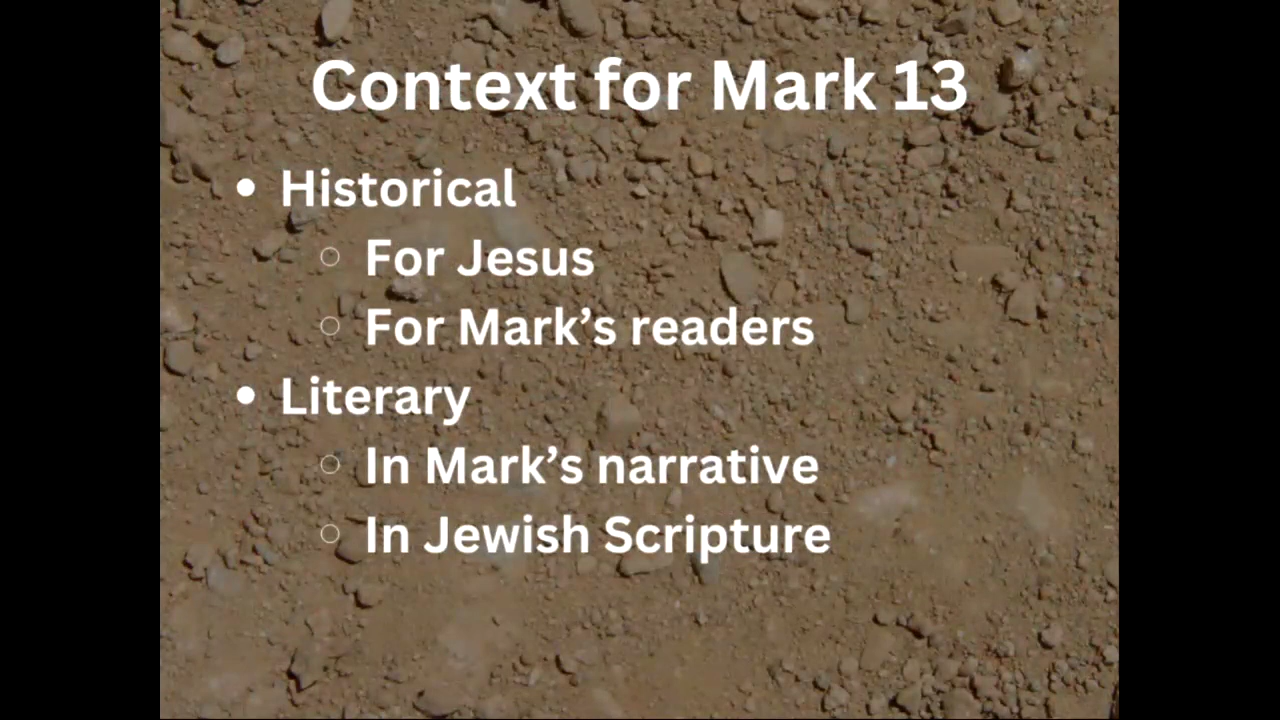 Context for Mark 13
• Historical
○ For Jesus
○ For Mark’s readers
• Literary
○ In Mark’s narrative
○ In Jewish Scripture